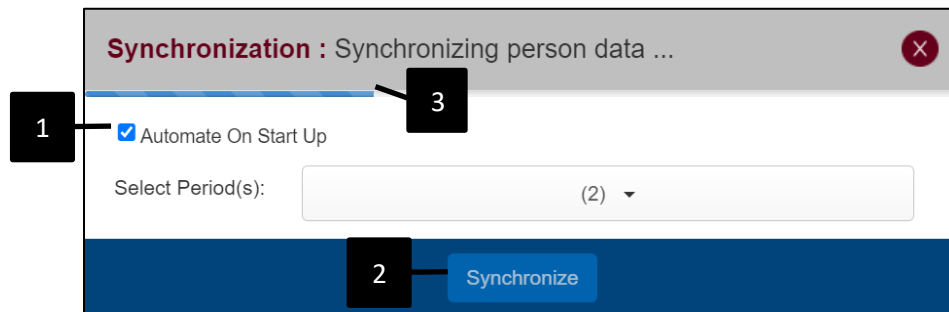 Synchronization : Synchronizing person data ...
3
1
Automate On Start Up
Select Period(s):
(2)
2
Synchronize